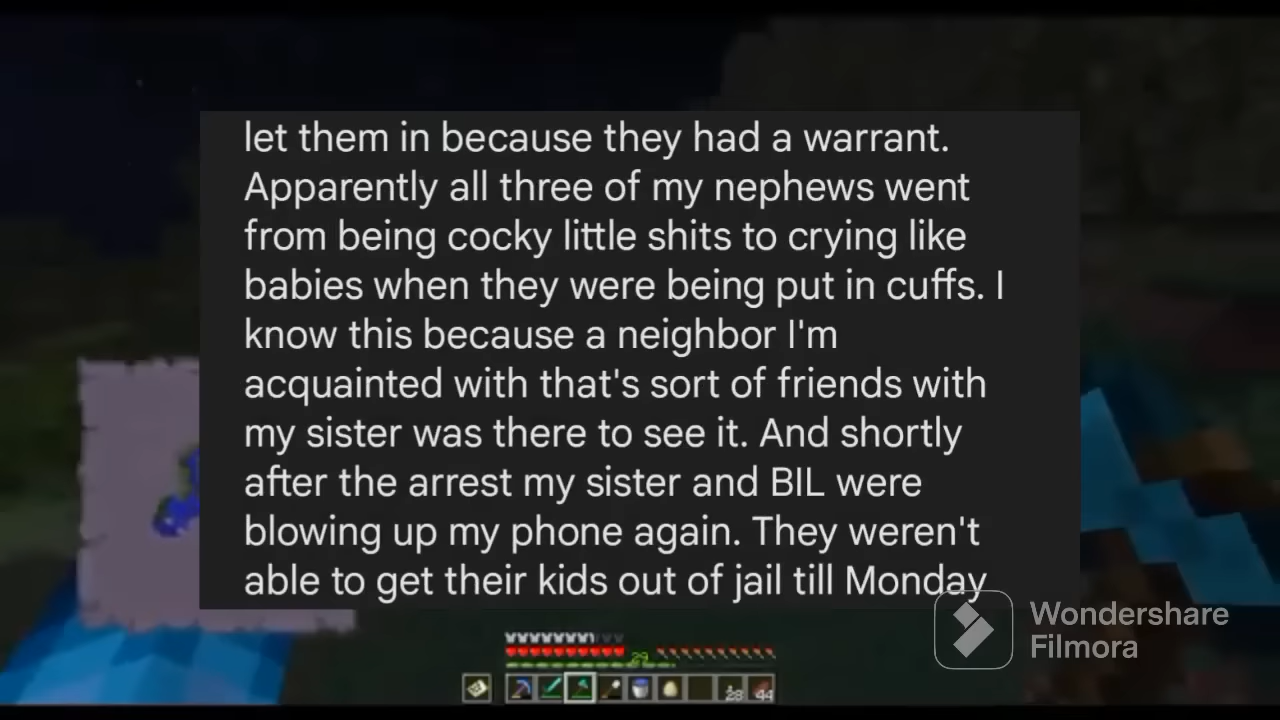 let them in because they had a warrant.
Apparently all three of my nephews went
from being cocky little shits to crying like
babies when they were being put in cuffs. I
know this because a neighbor I'm
acquainted with that's sort of friends with
my sister was there to see it. And shortly
after the arrest my sister and BIL were
blowing up my phone again. They weren't
able to get their kids out of jail till Monday
Wondershare
Filmora
29
28 44